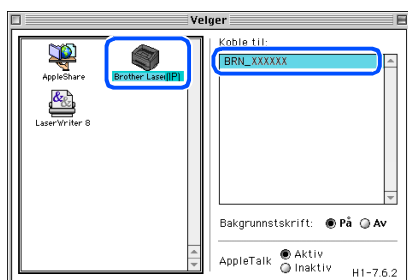 Velger
AppleShare
Brother Laser(IP)
LaserWriter 8
Koble til:
BRN_XXXXXX
Bakgrunnstskrift: På Av
AppleTalk Aktiv
Inaktiv
H1-7.6.2